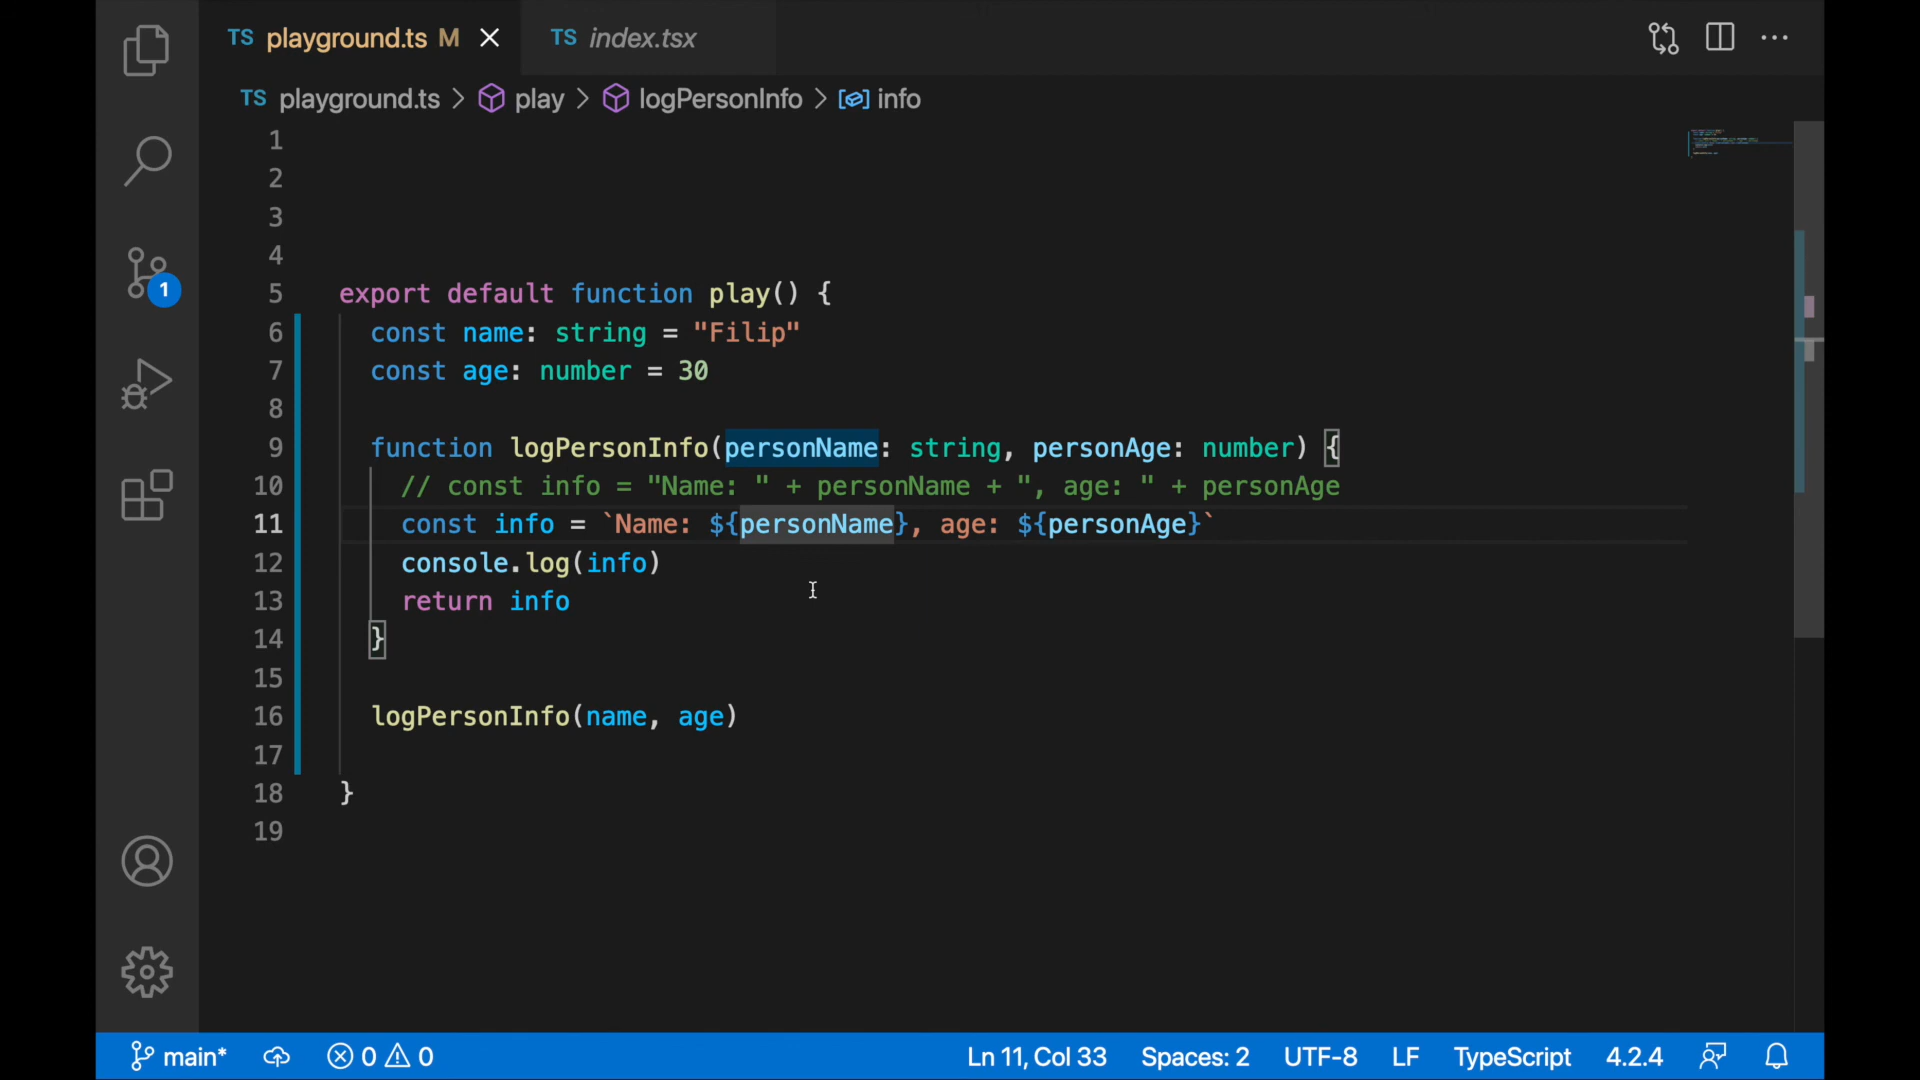 TS playground.ts M TS index.tsx
TS playground.ts > play > logPersonInfo > info
1
2
3
4
5 export default function play() {
6 const name: string = "Filip"
7 const age: number = 30
8
9 function logPersonInfo(personName: string, personAge: number) {
10 // const info = "Name: " + personName + ", age: " + personAge
11 const info = `Name: ${personName}, age: ${personAge}`
12 console.log(info)
13 return info
14 }
15
16 logPersonInfo(name, age)
17
18 }
19
1
main* 0 0 Ln 11, Col 33 Spaces: 2 UTF-8 LF TypeScript 4.2.4